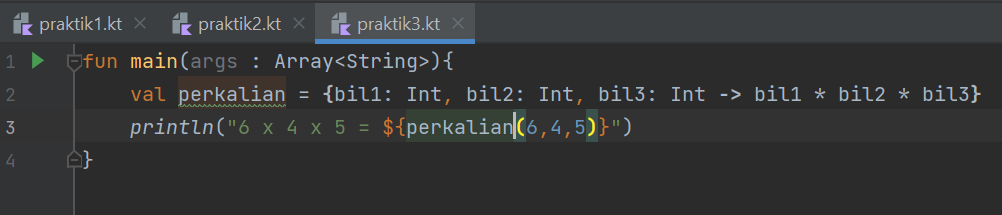 praktik1.kt praktik2.kt praktik3.kt
1 fun main(args : Array<String>){
2 val perkalian = {bil1: Int, bil2: Int, bil3: Int -> bil1 * bil2 * bil3}
3 println("6 x 4 x 5 = ${perkalian(6,4,5)}")
4 }